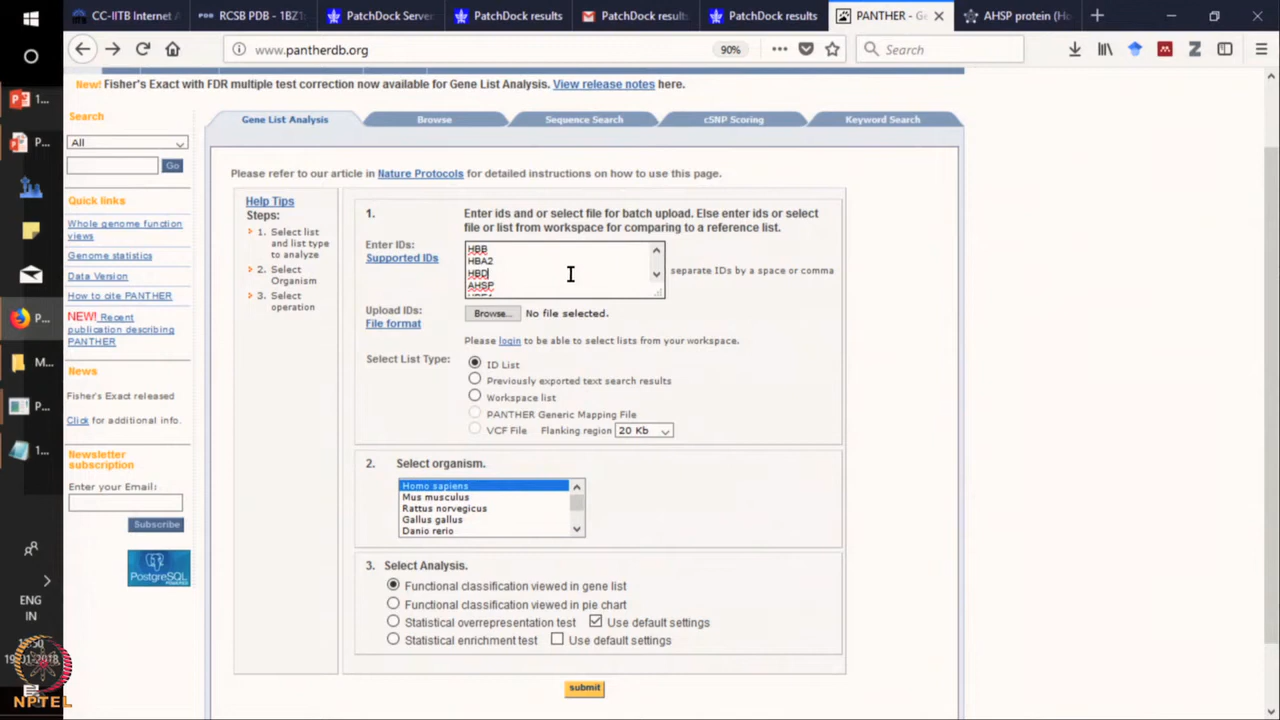 CC-IITB Internet A
RCSB PDB - 1BZ1:
PatchDock Server
PatchDock results
PatchDock results
PatchDock results
PANTHER - Ge
AHSP protein (Ho
www.pantherdb.org
90%
Search
New! Fisher's Exact with FDR multiple test correction now available for Gene List Analysis. View release notes here.
Search
All
Go
Quick links
Whole genome function
views
Genome statistics
Data Version
How to cite PANTHER
NEW! Recent
publication describing
PANTHER
News
Fisher's Exact released
Click for additional info.
Newsletter
subscription
Enter your Email:
Subscribe
PostgreSQL
POWERED
Gene List Analysis
Browse
Sequence Search
cSNP Scoring
Keyword Search
Please refer to our article in Nature Protocols for detailed instructions on how to use this page.
Help Tips
Steps:
1. Select list
and list type
to analyze
2. Select
Organism
3. Select
operation
1.
Enter ids and or select file for batch upload. Else enter ids or select
file or list from workspace for comparing to a reference list.
Enter IDs:
Supported IDs
HBB
HBA2
HBD
AHSP
separate IDs by a space or comma
Upload IDs:
File format
Browse... No file selected.
Please login to be able to select lists from your workspace.
Select List Type:
ID List
Previously exported text search results
Workspace list
PANTHER Generic Mapping File
VCF File Flanking region 20 Kb
2. Select organism.
Homo sapiens
Mus musculus
Rattus norvegicus
Gallus gallus
Danio rerio
3. Select Analysis.
Functional classification viewed in gene list
Functional classification viewed in pie chart
Statistical overrepresentation test Use default settings
Statistical enrichment test Use default settings
submit
1...
P...
P...
M...
P...
1...
ENG
IN
NPTEL